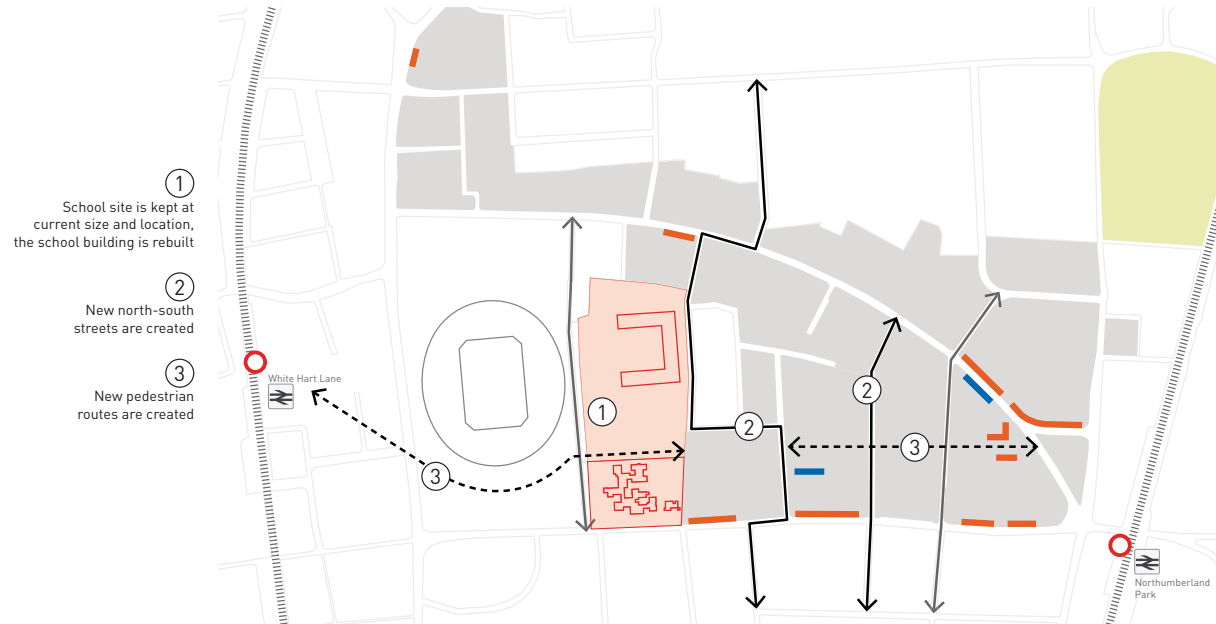 1
School site is kept at
current size and location,
the school building is rebuilt
2
New north-south
streets are created
3
New pedestrian
routes are created
White Hart Lane
1
2
2
3
3
Northumberland
Park